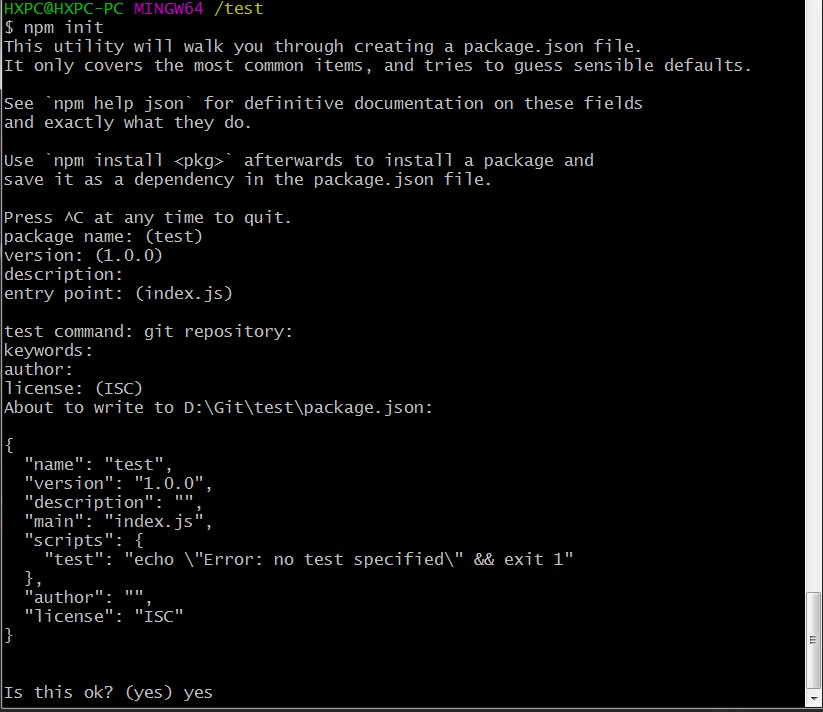 HXPC@HXPC-PC MINGW64 /test
$ npm init
This utility will walk you through creating a package.json file.
It only covers the most common items, and tries to guess sensible defaults.
See `npm help json` for definitive documentation on these fields
and exactly what they do.
Use `npm install <pkg>` afterwards to install a package and
save it as a dependency in the package.json file.
Press ^C at any time to quit.
package name: (test)
version: (1.0.0)
description:
entry point: (index.js)
test command: git repository:
keywords:
author:
license: (ISC)
About to write to D:\Git\test\package.json:
{
  "name": "test",
  "version": "1.0.0",
  "description": "",
  "main": "index.js",
  "scripts": {
    "test": "echo \"Error: no test specified\" && exit 1"
  },
  "author": "",
  "license": "ISC"
}
Is this ok? (yes) yes